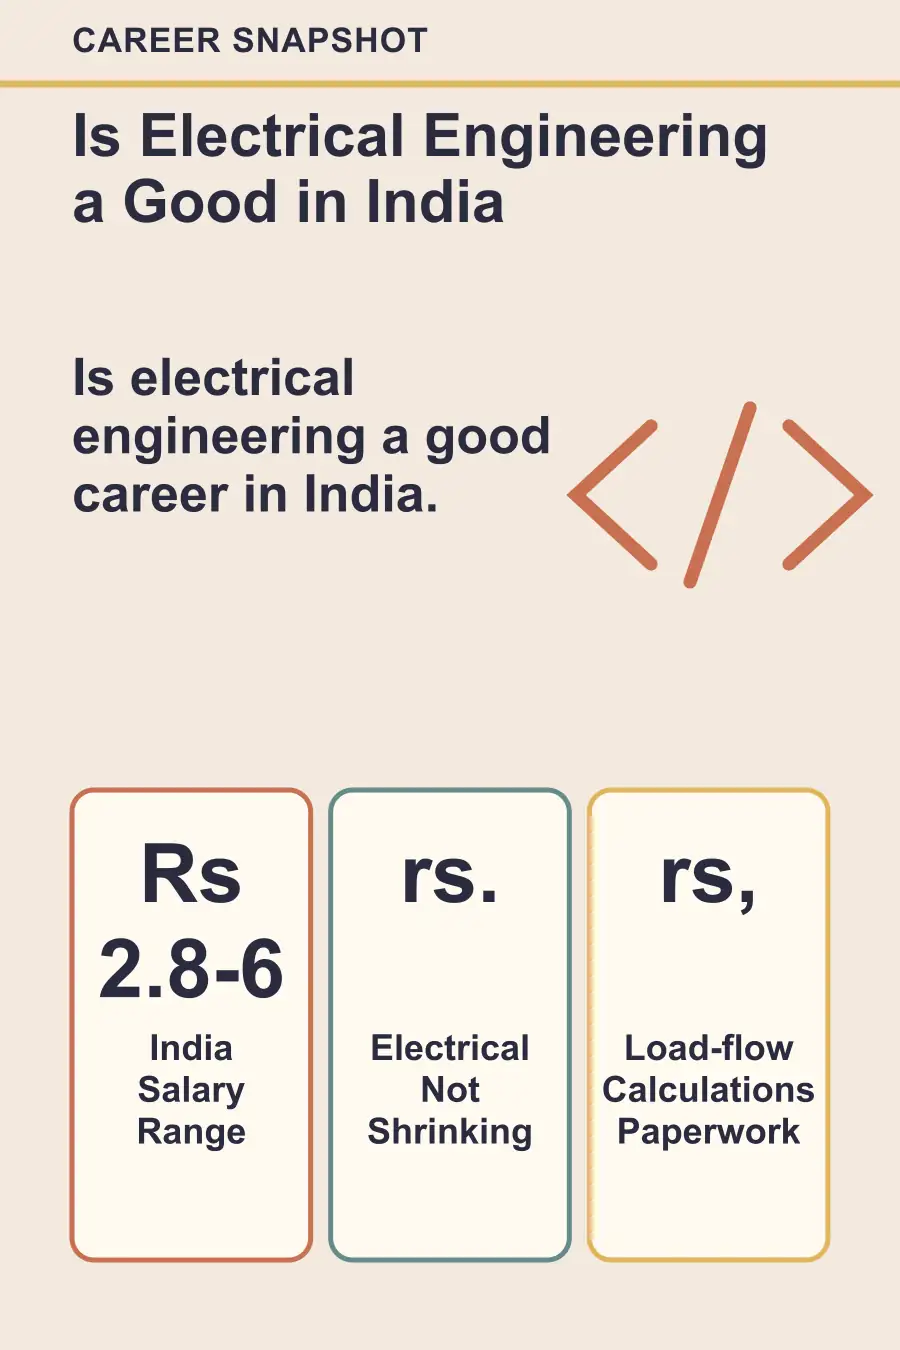 CAREER SNAPSHOT
Is Electrical Engineering
a Good in India
Is electrical
engineering a good
career in India.
</>
Rs
2.8-6
India
Salary
Range
rs.
Electrical
Not
Shrinking
rs,
Load-flow
Calculations
Paperwork